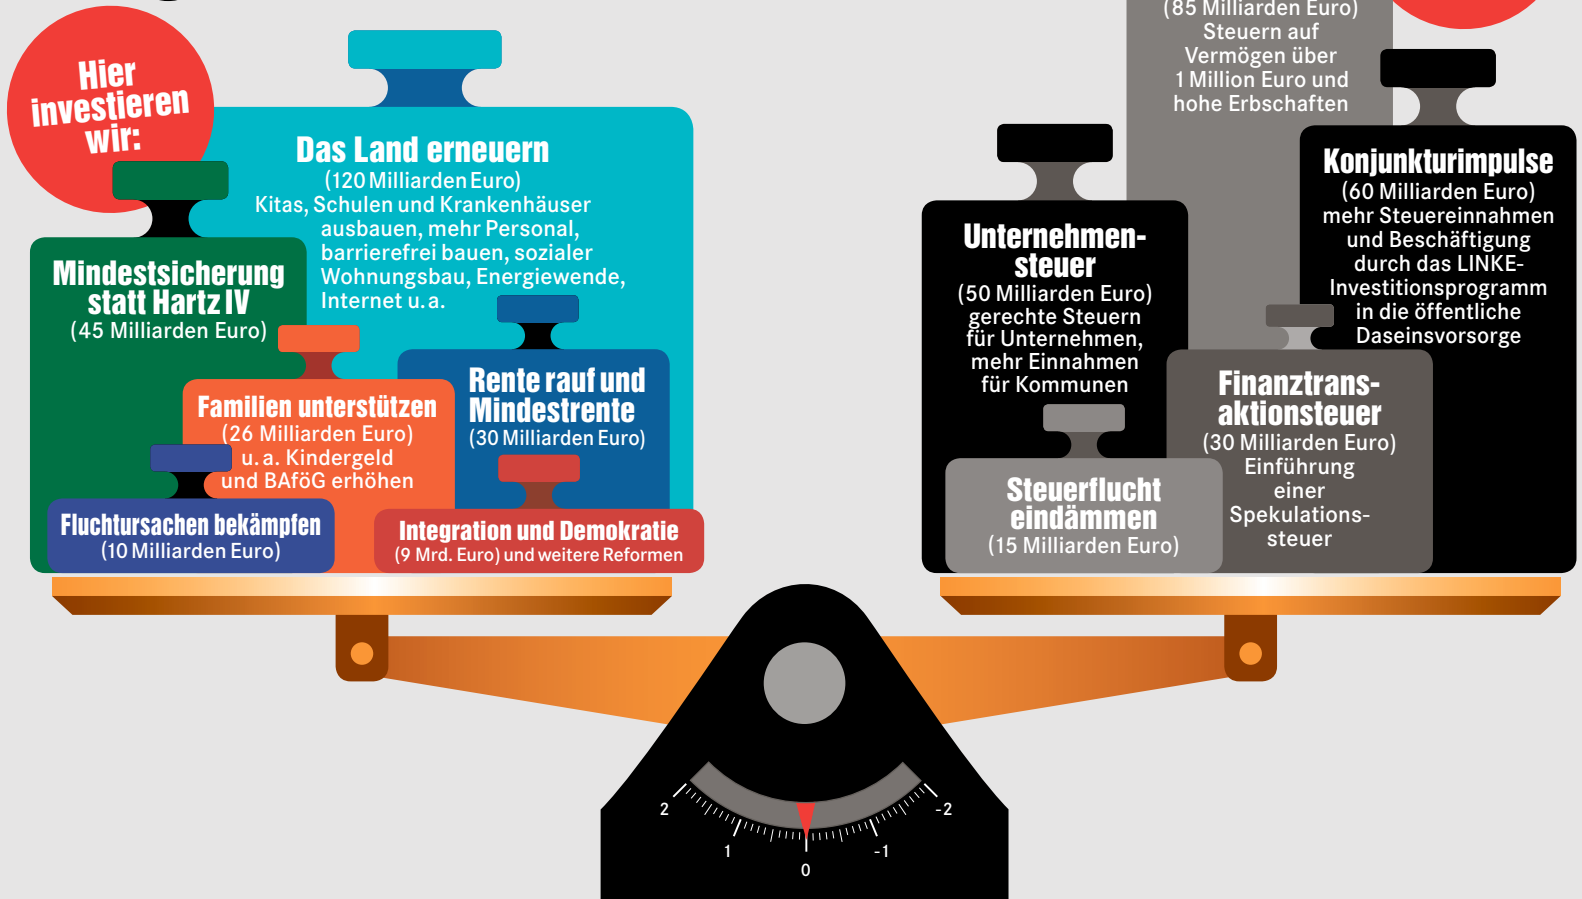 Hier
investieren
wir:
Das Land erneuern
(120 Milliarden Euro)
Kitas, Schulen und Krankenhäuser
ausbauen, mehr Personal,
barrierefrei bauen, sozialer
Wohnungsbau, Energiewende,
Internet u. a.
Mindestsicherung
statt Hartz IV
(45 Milliarden Euro)
Familien unterstützen
(26 Milliarden Euro)
u. a. Kindergeld
und BAföG erhöhen
Rente rauf und
Mindestrente
(30 Milliarden Euro)
Fluchtursachen bekämpfen
(10 Milliarden Euro)
Integration und Demokratie
(9 Mrd. Euro) und weitere Reformen
(85 Milliarden Euro)
Steuern auf
Vermögen über
1 Million Euro und
hohe Erbschaften
Konjunkturimpulse
(60 Milliarden Euro)
mehr Steuereinnahmen
und Beschäftigung
durch das LINKE-
Investitionsprogramm
in die öffentliche
Daseinsvorsorge
Unternehmen-
steuer
(50 Milliarden Euro)
gerechte Steuern
für Unternehmen,
mehr Einnahmen
für Kommunen
Finanztrans-
aktionsteuer
(30 Milliarden Euro)
Einführung
einer
Spekulations-
steuer
Steuerflucht
eindämmen
(15 Milliarden Euro)
2
1
0
-1
-2